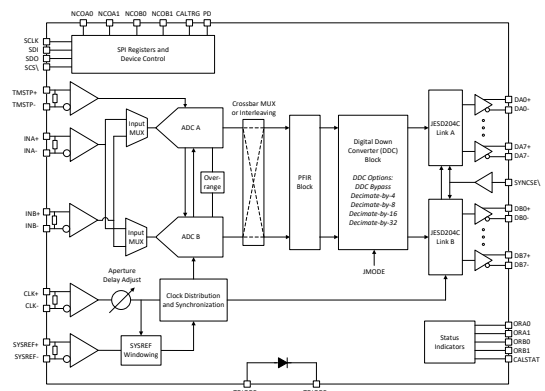 NCOA0 NCOA1 NCOB0 NCOB1 CALTRG PD
SCLK
SDI
SDO
SCS\
SPI Registers and
Device Control
TMSTP+
TMSTP-
INA+
INA-
INB+
INB-
Input
MUX
Input
MUX
ADC A
Over-
range
ADC B
Crossbar MUX
or Interleaving
PFIR
Block
Digital Down
Converter (DDC)
Block
DDC Options:
DDC Bypass
Decimate-by-4
Decimate-by-8
Decimate-by-16
Decimate-by-32
JMODE
JESD204C
Link A
JESD204C
Link B
DA0+
DA0-
DA7+
DA7-
SYNCSE\
DB0+
DB0-
DB7+
DB7-
CLK+
CLK-
Aperture
Delay Adjust
Clock Distribution
and Synchronization
SYSREF+
SYSREF-
SYSREF
Windowing
Status
Indicators
ORA0
ORA1
ORB0
ORB1
CALSTAT